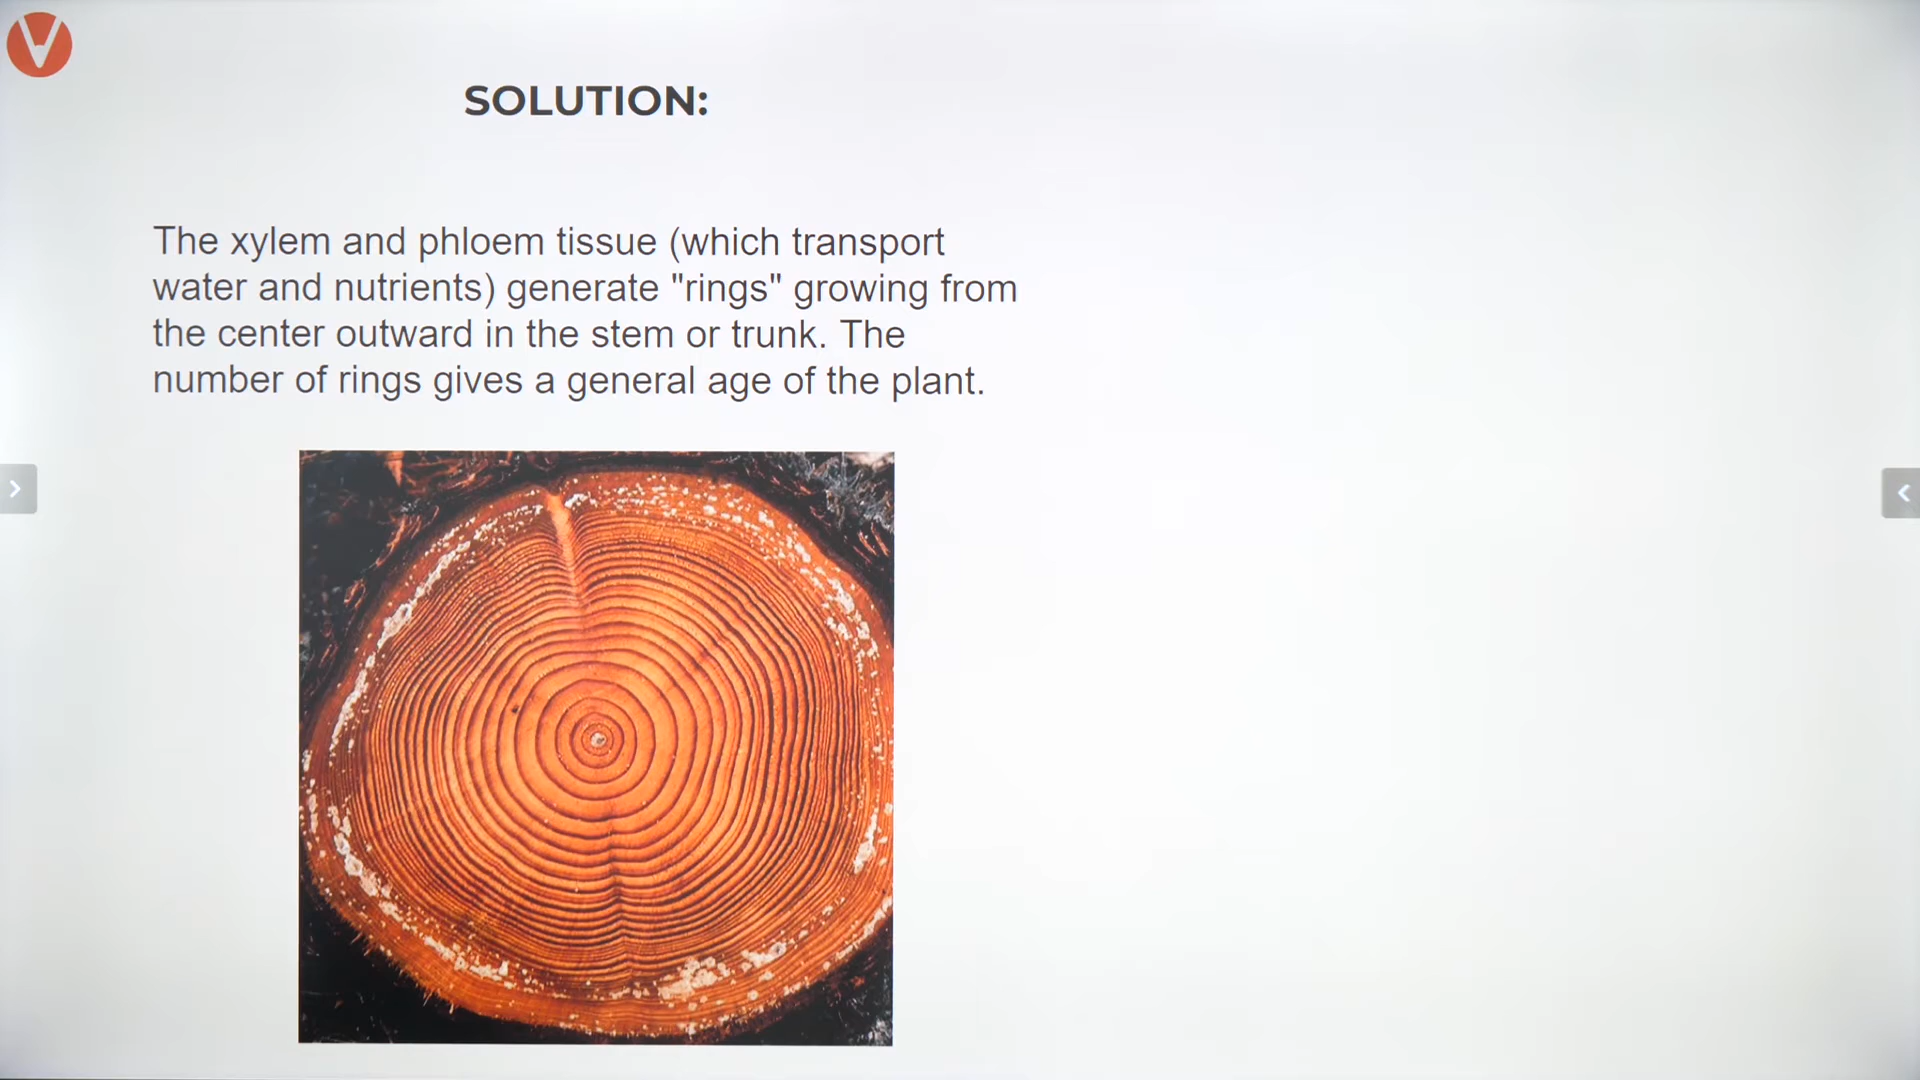 SOLUTION:
The xylem and phloem tissue (which transport
water and nutrients) generate "rings" growing from
the center outward in the stem or trunk. The
number of rings gives a general age of the plant.